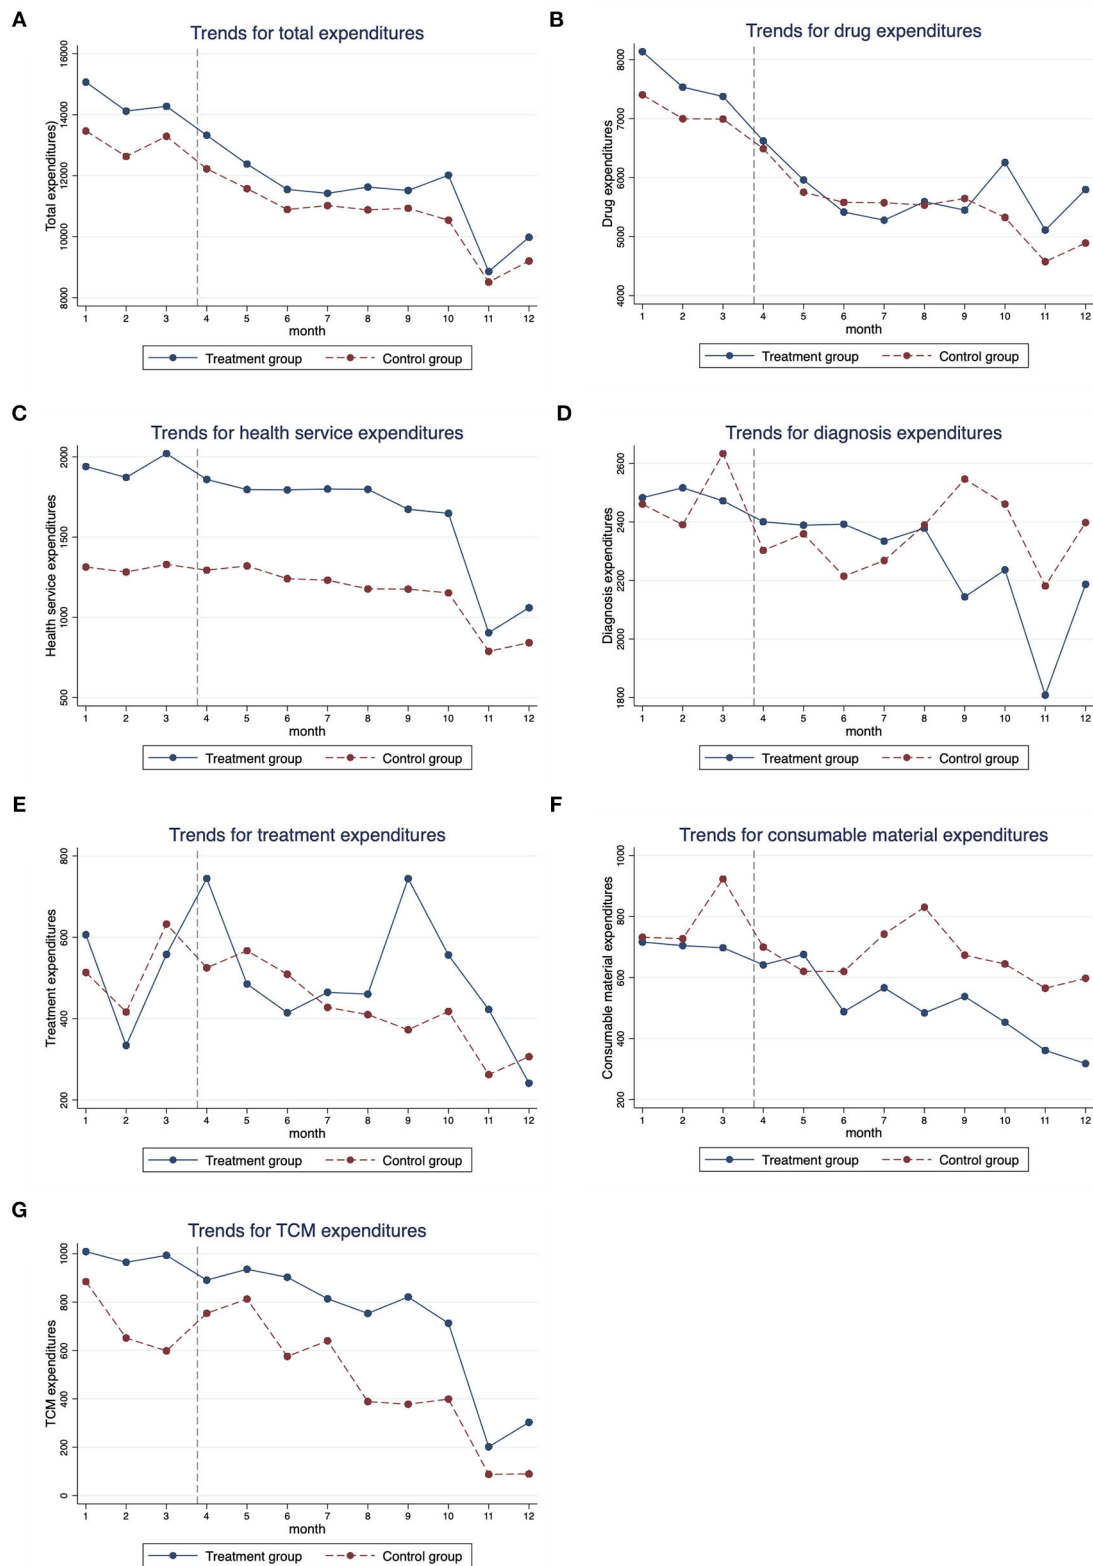 A
Trends for total expenditures
Total expenditures)
16000
14000
12000
10000
8000
1 2 3 4 5 6 7 8 9 10 11 12
month
Treatment group Control group
B
Trends for drug expenditures
Drug expenditures
8000
7000
6000
5000
4000
1 2 3 4 5 6 7 8 9 10 11 12
month
Treatment group Control group
C
Trends for health service expenditures
Health service expenditures
2000
1500
1000
500
1 2 3 4 5 6 7 8 9 10 11 12
month
Treatment group Control group
D
Trends for diagnosis expenditures
Diagnosis expenditures
2600
2400
2200
2000
1800
1 2 3 4 5 6 7 8 9 10 11 12
month
Treatment group Control group
E
Trends for treatment expenditures
Treatment expenditures
800
600
400
200
1 2 3 4 5 6 7 8 9 10 11 12
month
Treatment group Control group
F
Trends for consumable material expenditures
Consumable material expenditures
1000
800
600
400
200
1 2 3 4 5 6 7 8 9 10 11 12
month
Treatment group Control group
G
Trends for TCM expenditures
TCM expenditures
1000
800
600
400
200
0
1 2 3 4 5 6 7 8 9 10 11 12
month
Treatment group Control group